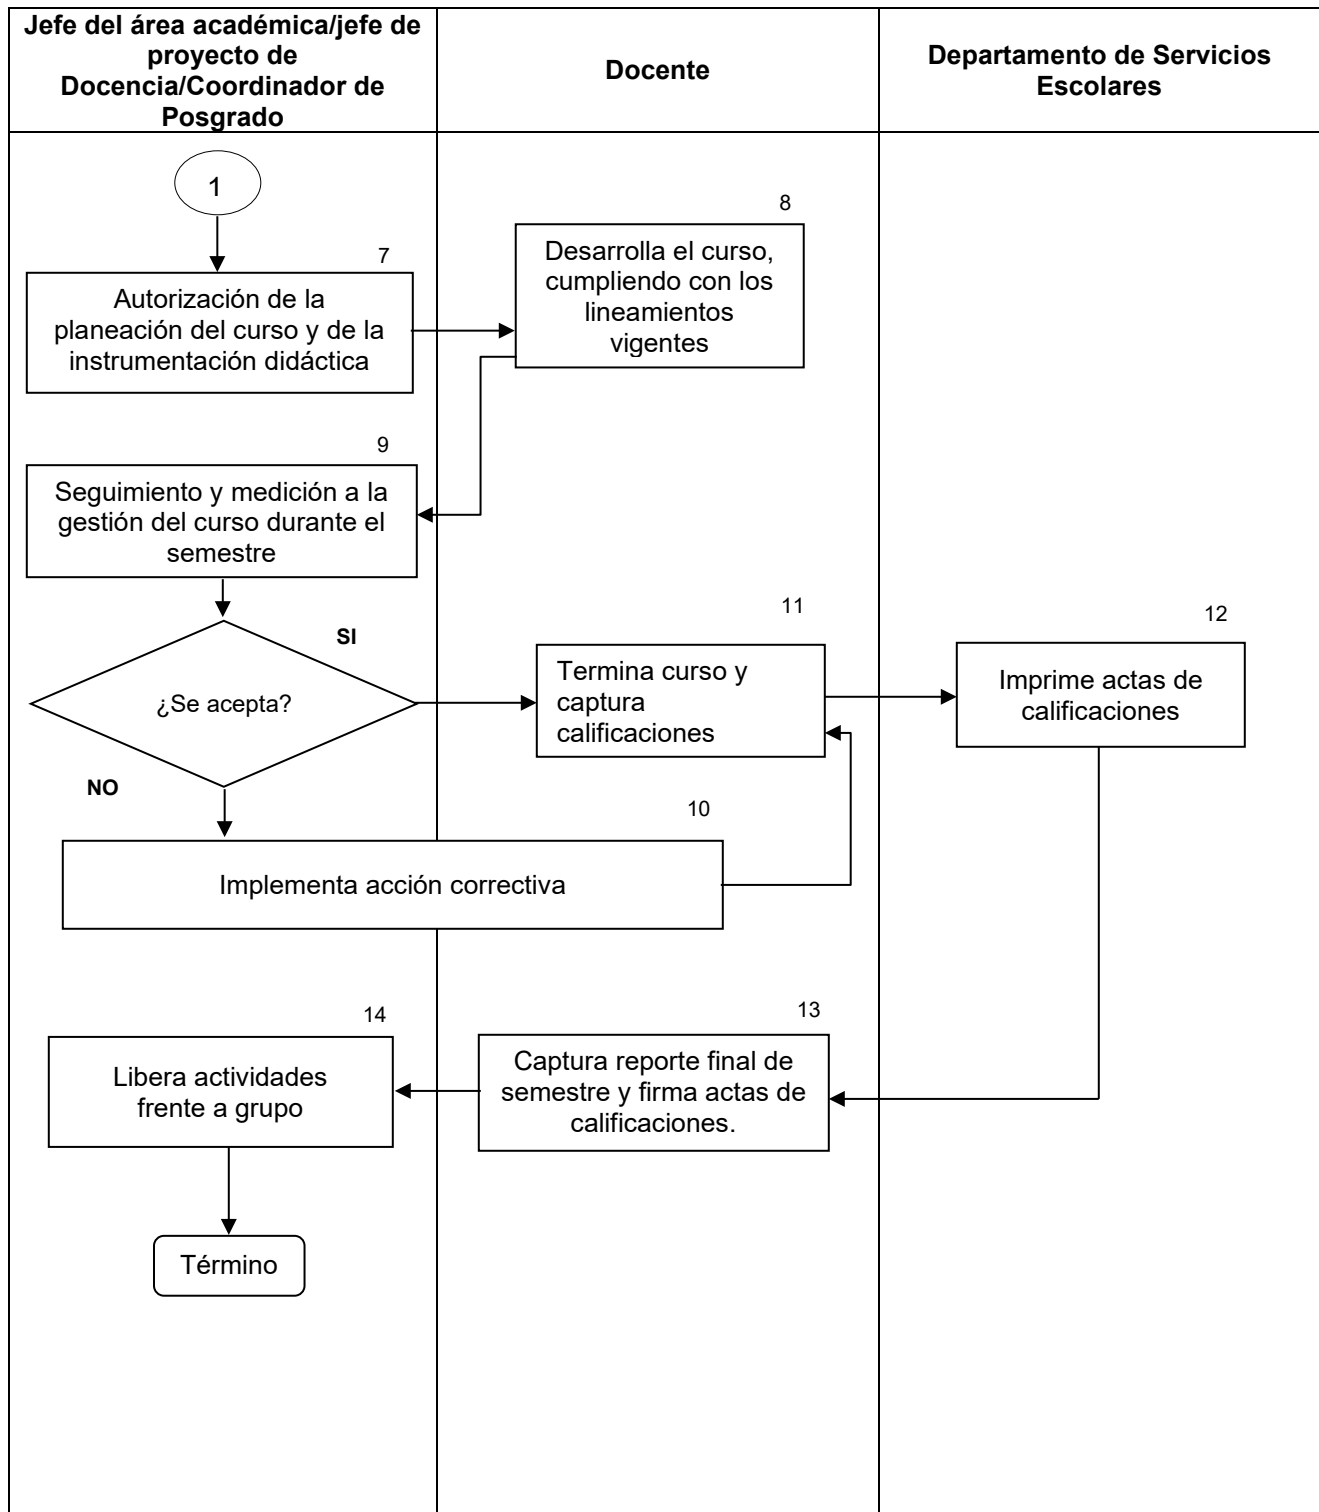 Jefe del área académica/jefe de
proyecto de
Docencia/Coordinador de
Posgrado
Docente
Departamento de Servicios
Escolares
1
7
Autorización de la
planeación del curso y de la
instrumentación didáctica
8
Desarrolla el curso,
cumpliendo con los
lineamientos
vigentes
9
Seguimiento y medición a la
gestión del curso durante el
semestre
¿Se acepta?
SI
NO
11
Termina curso y
captura
calificaciones
12
Imprime actas de
calificaciones
10
Implementa acción correctiva
14
Libera actividades
frente a grupo
13
Captura reporte final de
semestre y firma actas de
calificaciones.
Término